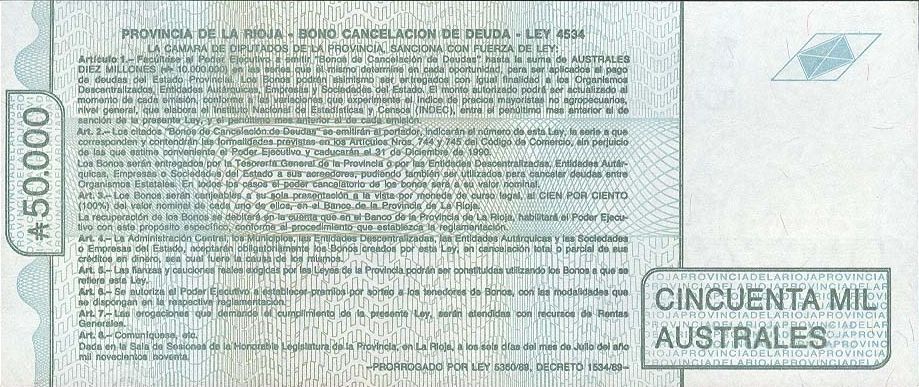 PROVINCIA DE LA RIOJA - BONO CANCELACION DE DEUDA - LEY 4534
LA CAMARA DE DIPUTADOS DE LA PROVINCIA, SANCIONA CON FUERZA DE LEY:
Artículo 1.— Facúltase al Poder Ejecutivo a emitir "Bonos de Cancelación de Deudas" hasta la suma de AUSTRALES
DIEZ MILLONES (₳ 10.000.000) en las series que el mismo determine en cada oportunidad, para ser aplicados al pago
de deudas del Estado Provincial. Los Bonos podrán asimismo ser entregados con igual finalidad a los Organismos
Descentralizados, Entidades Autárquicas, Empresas y Sociedades del Estado. El monto autorizado podrá ser actualizado al
momento de cada emisión, conforme a las variaciones que experimente el índice de precios mayoristas no agropecuarios,
nivel general, que elabora el Instituto Nacional de Estadísticas y Censos (INDEC), entre el penúltimo mes anterior al de
sanción de la presente Ley, y el penúltimo mes anterior al de cada emisión.
Art. 2.— Los citados "Bonos de Cancelación de Deudas" se emitirán al portador, indicarán el número de esta Ley, la serie a que
corresponden y contendrán las formalidades previstas en los Artículos Nros. 744 y 745 del Código de Comercio, sin perjuicio
de las que estime conveniente el Poder Ejecutivo y caducarán el 31 de Diciembre de 1990.
Los Bonos serán entregados por la Tesorería General de la Provincia o por las Entidades Descentralizadas, Entidades Autár-
quicas, Empresas o Sociedades del Estado a sus acreedores, pudiendo también ser utilizados para cancelar deudas entre
Organismos Estatales. En todos los casos el poder cancelatorio de los bonos será a su valor nominal.
Art. 3.— Los Bonos serán canjeables a su sola presentación a la vista por moneda de curso legal, al CIEN POR CIENTO
(100%) del valor nominal de cada uno de ellos, en el Banco de la Provincia de La Rioja.
La recuperación de los Bonos se debitará en la cuenta que en el Banco de la Provincia de La Rioja, habilitará el Poder Ejecu-
tivo con este propósito específico, conforme al procedimiento que establezca la reglamentación.
Art. 4.— La Administración Central, los Municipios, las Entidades Descentralizadas, las Entidades Autárquicas y las Sociedades
o Empresas del Estado, aceptarán obligatoriamente los Bonos creados por esta Ley, en cancelación total o parcial de sus
créditos en dinero, sea cual fuere la causa de los mismos.
Art. 5.— Las fianzas y cauciones reales exigidas por las Leyes de la Provincia podrán ser constituidas utilizando los Bonos a que se
refiere esta Ley.
Art. 6.— Se autoriza al Poder Ejecutivo a establecer premios por sorteo a los tenedores de Bonos, con las modalidades que
se dispongan en la respectiva reglamentación.
Art. 7.— Las erogaciones que demande el cumplimiento de la presente Ley, serán atendidas con recursos de Rentas
Generales.
Art. 8.— Comuníquese, etc.
Dada en la Sala de Sesiones de la Honorable Legislatura de la Provincia, en La Rioja, a los seis días del mes de Julio del año
mil novecientos noventa.
—PRORROGADO POR LEY 5360/89, DECRETO 1534/89—
₳ 50.000
CINCUENTA MIL
AUSTRALES